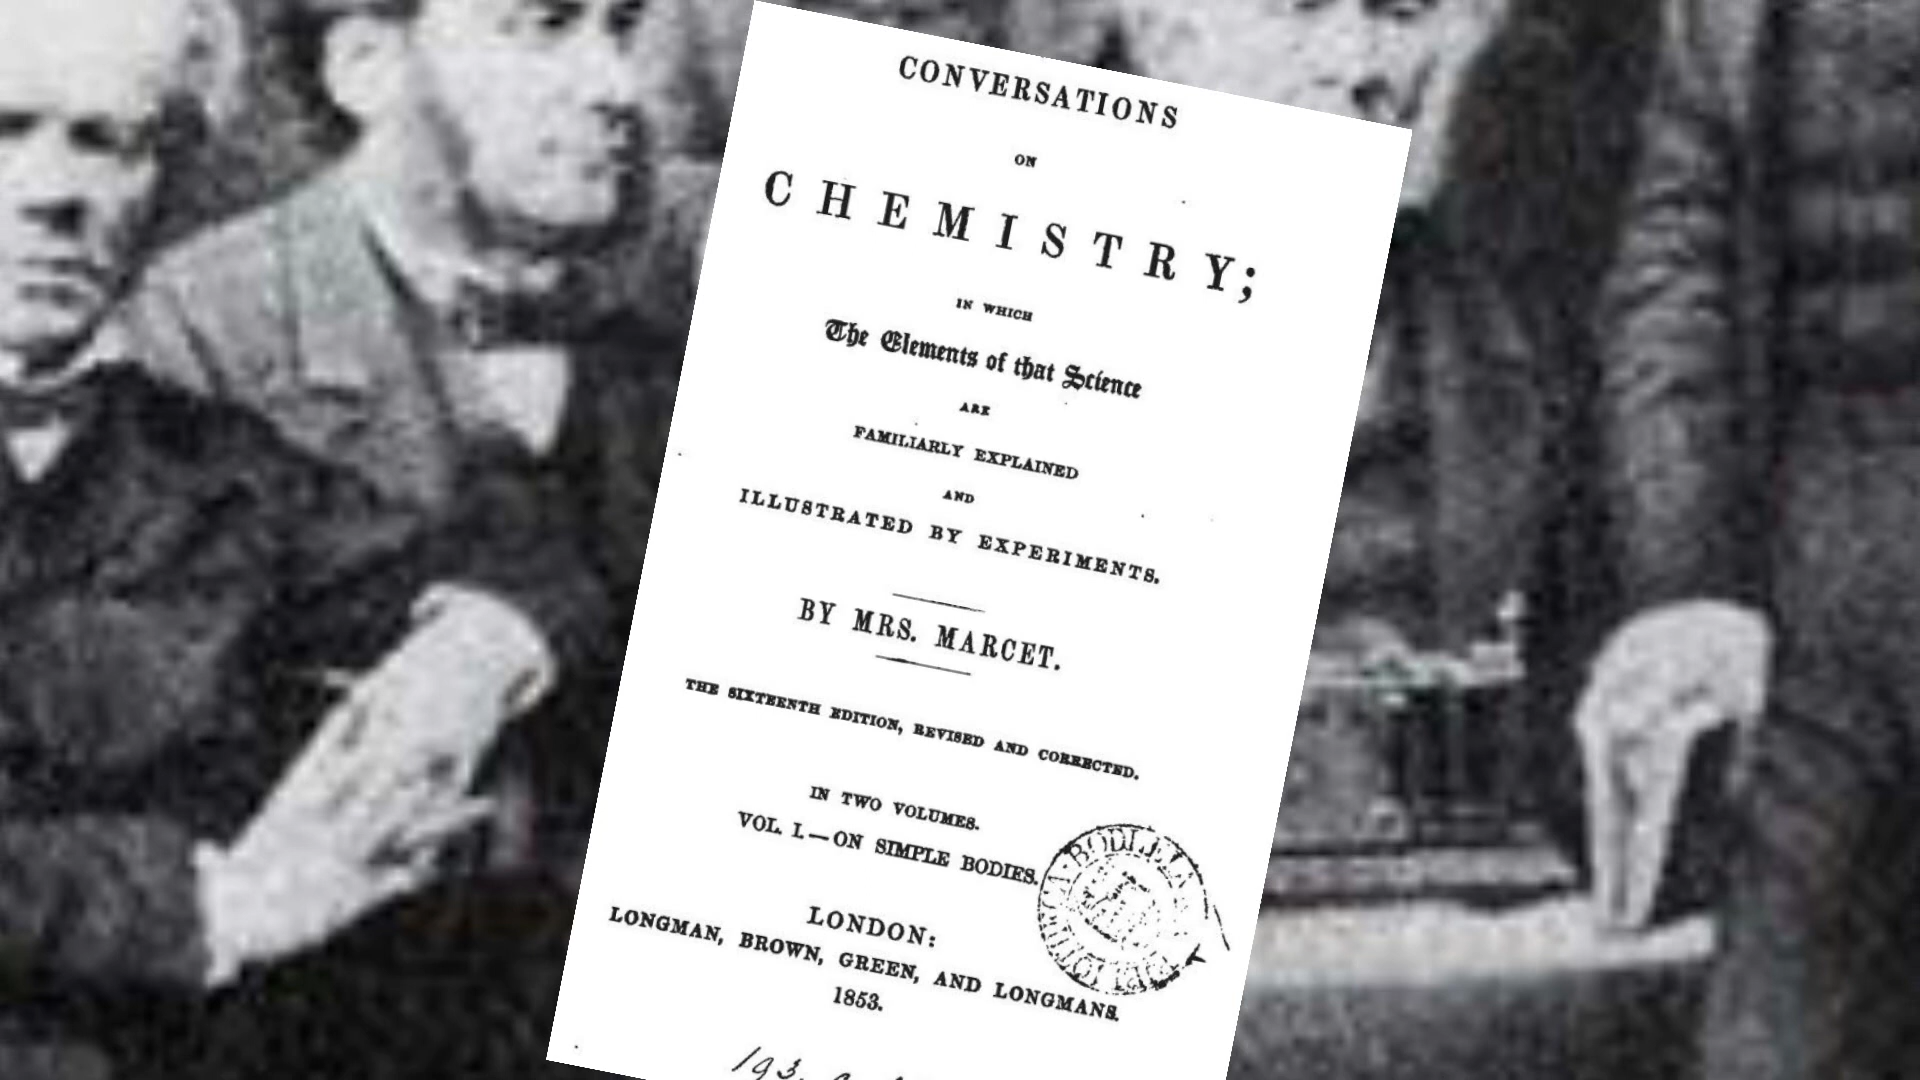 CONVERSATIONS
ON
CHEMISTRY;
IN WHICH
The Elements of that Science
ARE
FAMILIARLY EXPLAINED
AND
ILLUSTRATED BY EXPERIMENTS.
BY MRS. MARCET.
THE SIXTEENTH EDITION, REVISED AND CORRECTED.
IN TWO VOLUMES.
VOL. I.—ON SIMPLE BODIES.
LONDON:
LONGMAN, BROWN, GREEN, AND LONGMANS.
1853.
193.